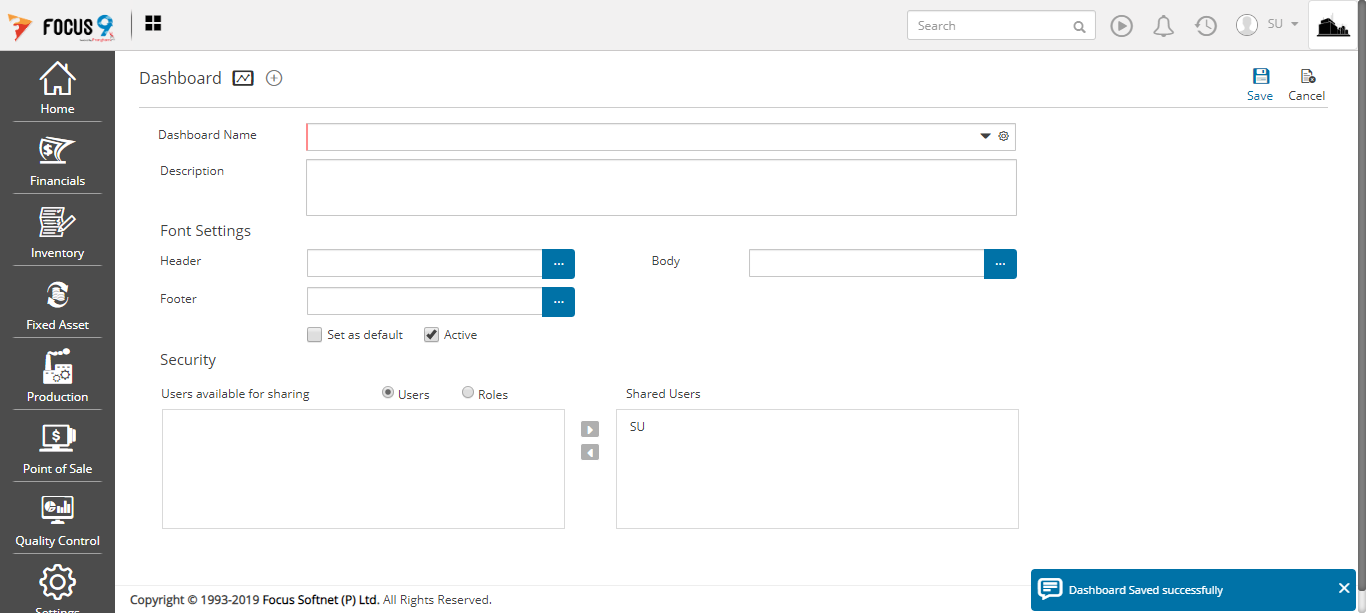 FOCUS 9
Search
SU
Home
Financials
Inventory
Fixed Asset
Production
Point of Sale
Quality Control
Settings
Dashboard
Save
Cancel
Dashboard Name
Description
Font Settings
Header
...
Body
...
Footer
...
Set as default
Active
Security
Users available for sharing
Users
Roles
Shared Users
SU
Dashboard Saved successfully
Copyright © 1993-2019 Focus Softnet (P) Ltd. All Rights Reserved.